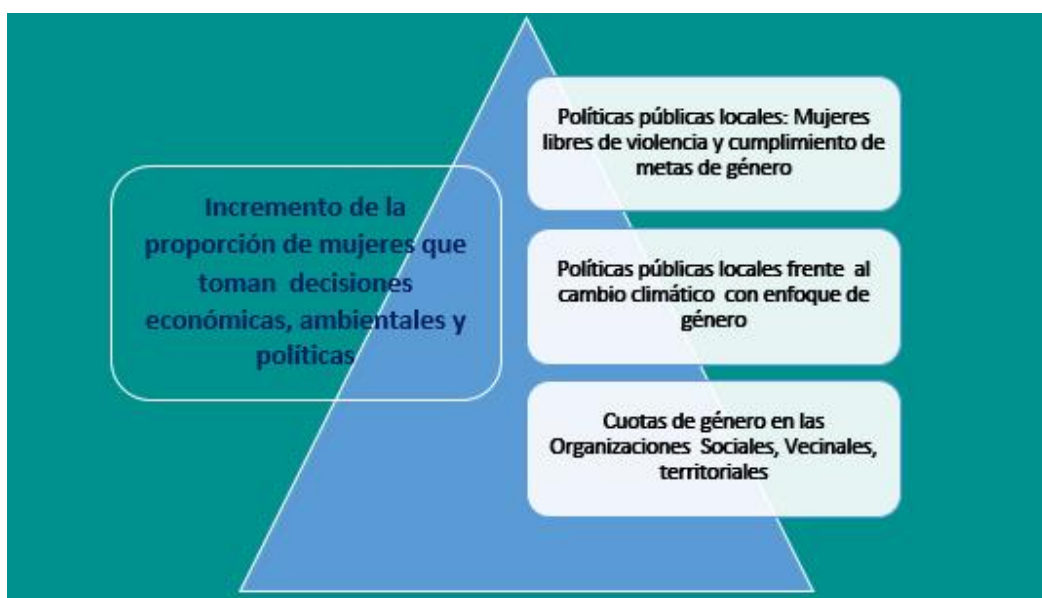 Incremento de la
proporción de mujeres que
toman decisiones
económicas, ambientales y
políticas
Políticas públicas locales: Mujeres
libres de violencia y cumplimiento de
metas de género
Políticas públicas locales frente al
cambio climático con enfoque de
género
Cuotas de género en las
Organizaciones Sociales, Vecinales,
territoriales